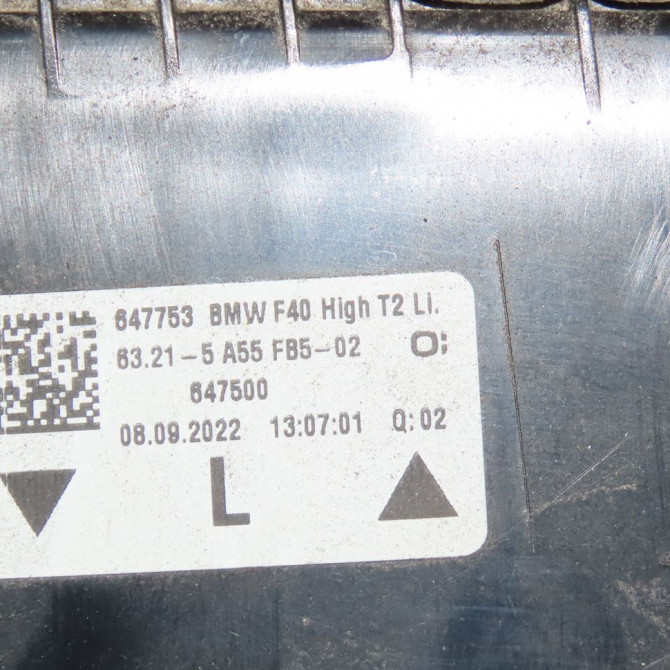 647753 BMW F40 High T2 Li.
63.21-5 A55 FB5-02 O;
647500
08.09.2022 13:07:01 Q:02
L